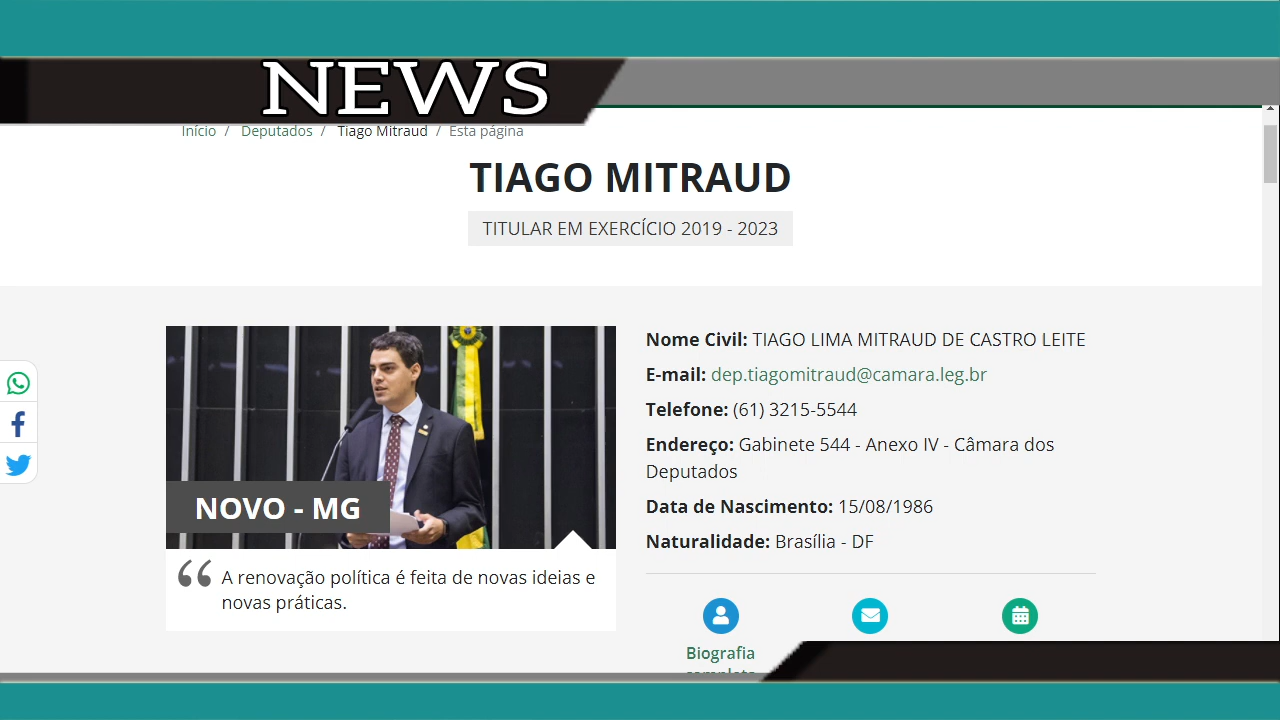 NEWS
Início / Deputados / Tiago Mitraud / Esta página
TIAGO MITRAUD
TITULAR EM EXERCÍCIO 2019 - 2023
NOVO - MG
A renovação política é feita de novas ideias e
novas práticas.
Nome Civil: TIAGO LIMA MITRAUD DE CASTRO LEITE
E-mail: dep.tiagomitraud@camara.leg.br
Telefone: (61) 3215-5544
Endereço: Gabinete 544 - Anexo IV - Câmara dos
Deputados
Data de Nascimento: 15/08/1986
Naturalidade: Brasília - DF
Biografia